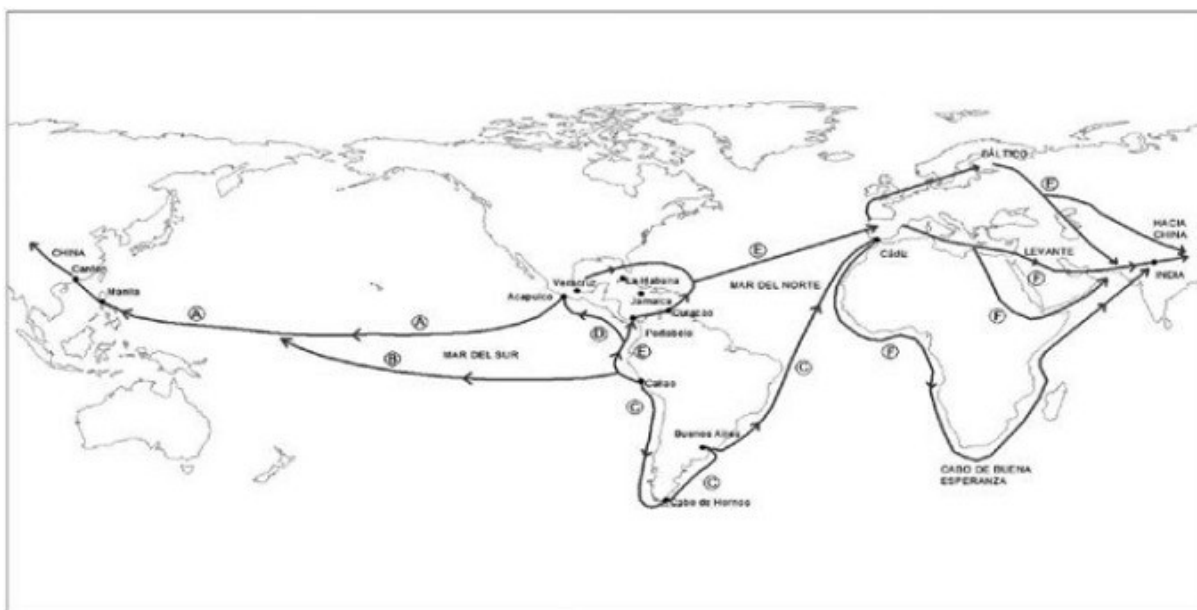 BÁLTICO
F
HACIA
CHINA
CHINA
E
LEVANTE
Cantón
Cádiz
INDIA
Veracruz
La Habana
F
Manila
MAR DEL NORTE
Acapulco
Jamaica
Curaçao
A
A
D
Portobelo
F
E
F
B
MAR DEL SUR
C
Callao
C
Buenos Aires
CABO DE BUENA
ESPERANZA
C
Cabo de Hornos